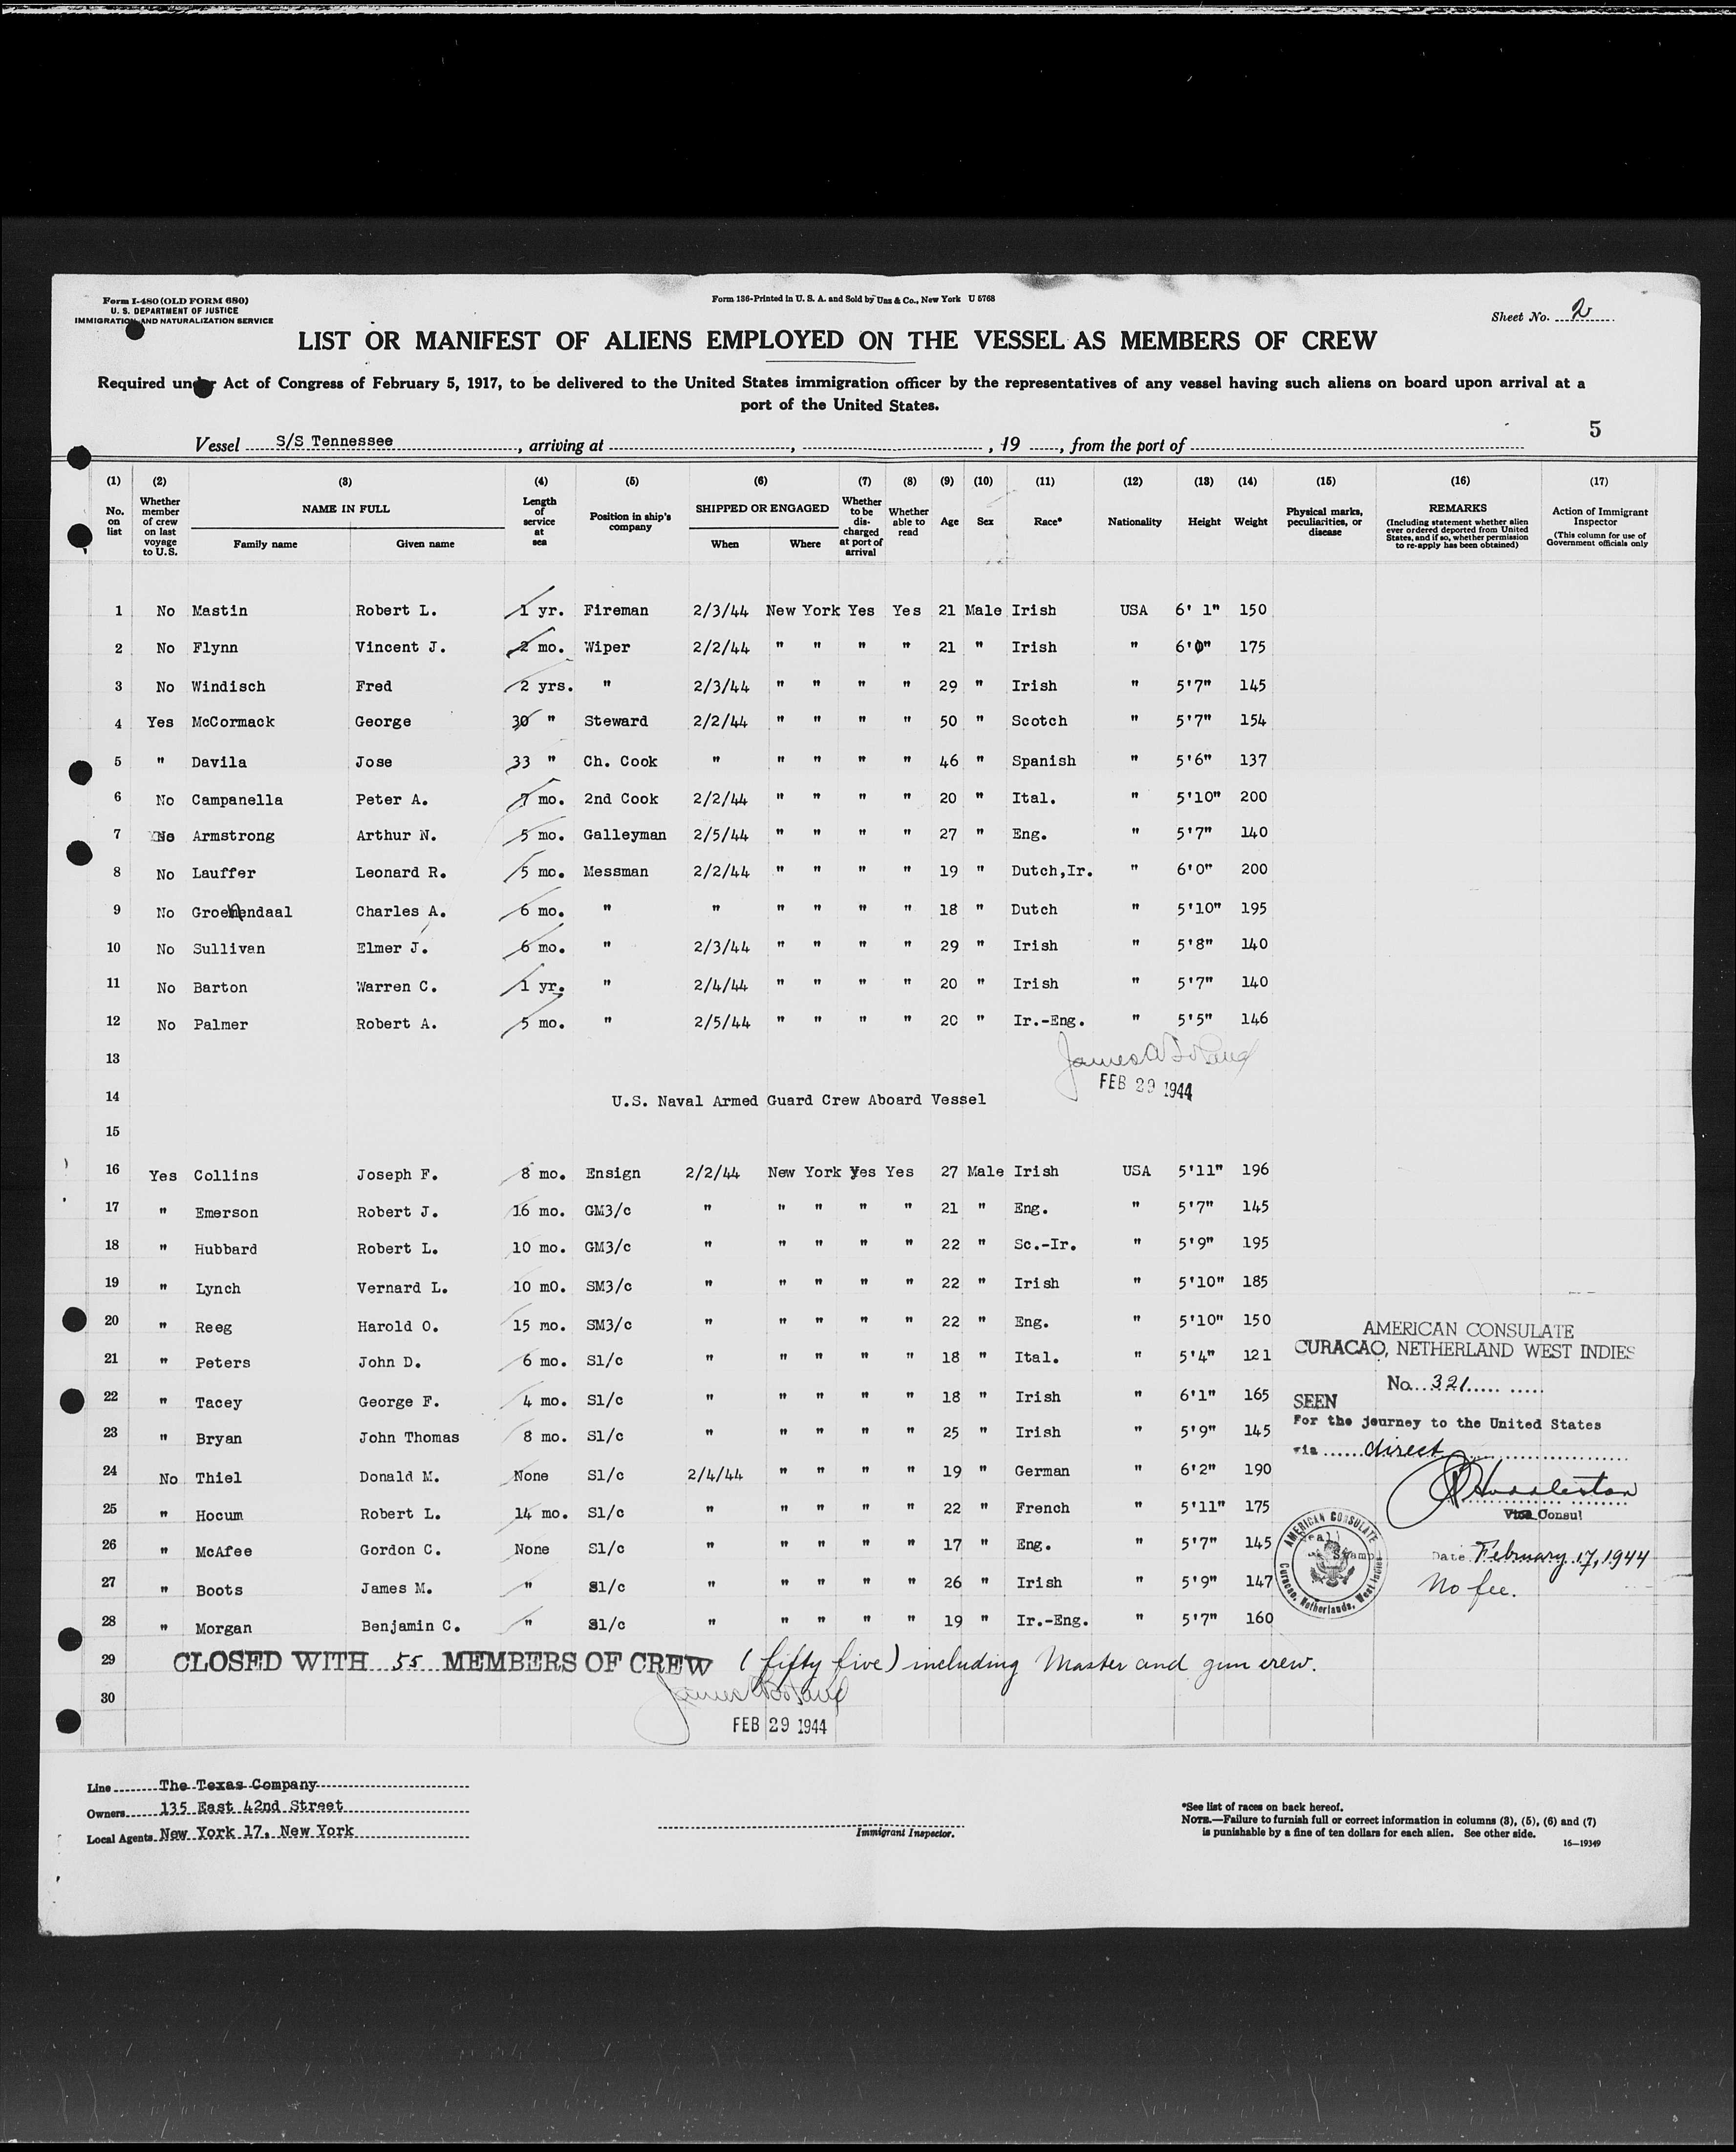 Form I-480 (OLD FORM 680)
U. S. DEPARTMENT OF JUSTICE
IMMIGRATION AND NATURALIZATION SERVICE
Form 136-Printed in U. S. A. and Sold by Unz & Co., New York U 5768
Sheet No. 2
LIST OR MANIFEST OF ALIENS EMPLOYED ON THE VESSEL AS MEMBERS OF CREW
Required under Act of Congress of February 5, 1917, to be delivered to the United States immigration officer by the representatives of any vessel having such aliens on board upon arrival at a
port of the United States.
5
Vessel S/S Tennessee, arriving at , , 19 , from the port of
(1) (2) (3) (4) (5) (6) (7) (8) (9) (10) (11) (12) (13) (14) (15) (16) (17)
No. on list
Whether member of crew on last voyage to U.S.
NAME IN FULL
Family name Given name
Length of service at sea
Position in ship's company
SHIPPED OR ENGAGED
When Where
Whether to be discharged at port of arrival
Whether able to read
Age Sex Race* Nationality Height Weight
Physical marks, peculiarities, or disease
REMARKS
(Including statement whether alien ever ordered deported from United States, and if so, whether permission to re-apply has been obtained)
Action of Immigrant Inspector
(This column for use of Government officials only
1 No Mastin Robert L. 1 yr. Fireman 2/3/44 New York Yes Yes 21 Male Irish USA 6' 1" 150
2 No Flynn Vincent J. 2 mo. Wiper 2/2/44 " " " " 21 " Irish " 6'0" 175
3 No Windisch Fred 2 yrs. " 2/3/44 " " " " 29 " Irish " 5'7" 145
4 Yes McCormack George 30 " Steward 2/2/44 " " " " 50 " Scotch " 5'7" 154
5 " Davila Jose 33 " Ch. Cook " " " " " 46 " Spanish " 5'6" 137
6 No Campanella Peter A. 7 mo. 2nd Cook 2/2/44 " " " " 20 " Ital. " 5'10" 200
7 No Armstrong Arthur N. 5 mo. Galleyman 2/5/44 " " " " 27 " Eng. " 5'7" 140
8 No Lauffer Leonard R. 5 mo. Messman 2/2/44 " " " " 19 " Dutch,Ir. " 6'0" 200
9 No Groenendaal Charles A. 6 mo. " " " " " " 18 " Dutch " 5'10" 195
10 No Sullivan Elmer J. 6 mo. " 2/3/44 " " " " 29 " Irish " 5'8" 140
11 No Barton Warren C. 1 yr. " 2/4/44 " " " " 20 " Irish " 5'7" 140
12 No Palmer Robert A. 5 mo. " 2/5/44 " " " " 20 " Ir.-Eng. " 5'5" 146
13
FEB 29 1944
14 U.S. Naval Armed Guard Crew Aboard Vessel
15
16 Yes Collins Joseph F. 8 mo. Ensign 2/2/44 New York Yes Yes 27 Male Irish USA 5'11" 196
17 " Emerson Robert J. 16 mo. GM3/c " " " " " 21 " Eng. " 5'7" 145
18 " Hubbard Robert L. 10 mo. GM3/c " " " " " 22 " Sc.-Ir. " 5'9" 195
19 " Lynch Vernard L. 10 mO. SM3/c " " " " " 22 " Irish " 5'10" 185
20 " Reeg Harold O. 15 mo. SM3/c " " " " " 22 " Eng. " 5'10" 150
21 " Peters John D. 6 mo. S1/c " " " " " 18 " Ital. " 5'4" 121
22 " Tacey George F. 4 mo. S1/c " " " " " 18 " Irish " 6'1" 165
23 " Bryan John Thomas 8 mo. S1/c " " " " " 25 " Irish " 5'9" 145
24 No Thiel Donald M. None S1/c 2/4/44 " " " " 19 " German " 6'2" 190
25 " Hocum Robert L. 14 mo. S1/c " " " " " 22 " French " 5'11" 175
26 " McAfee Gordon C. None S1/c " " " " " 17 " Eng. " 5'7" 145
27 " Boots James M. " S1/c " " " " " 26 " Irish " 5'9" 147
28 " Morgan Benjamin C. " S1/c " " " " " 19 " Ir.-Eng. " 5'7" 160
AMERICAN CONSULATE
CURACAO, NETHERLAND WEST INDIES
No. 321
SEEN
For the journey to the United States
via direct
Vice Consul
AMERICAN CONSULATE
Curacao, Netherlands, West Indies
Date February 17, 1944
No fee.
29 CLOSED WITH 55 MEMBERS OF CREW (fifty five) including Master and gun crew.
30
FEB 29 1944
Line The Texas Company
Owners 135 East 42nd Street
Local Agents New York 17, New York
Immigrant Inspector.
*See list of races on back hereof.
NOTE.—Failure to furnish full or correct information in columns (3), (5), (6) and (7)
is punishable by a fine of ten dollars for each alien. See other side.
16—19349